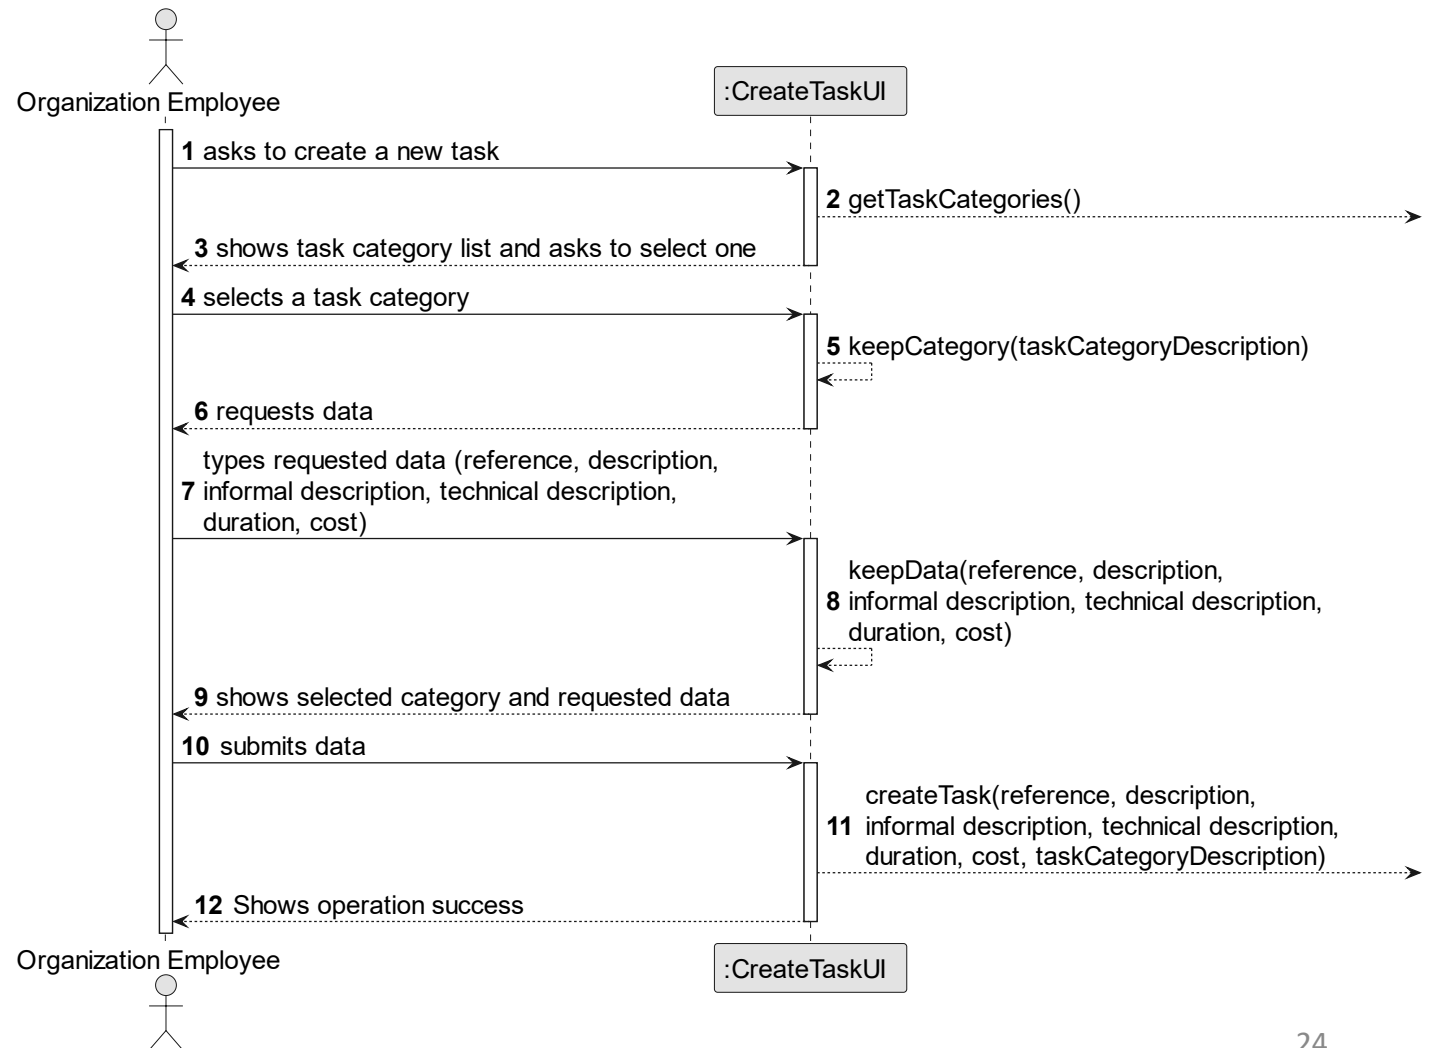 Organization Employee
:CreateTaskUI
1 asks to create a new task
2 getTaskCategories()
3 shows task category list and asks to select one
4 selects a task category
5 keepCategory(taskCategoryDescription)
6 requests data
types requested data (reference, description,
7 informal description, technical description,
duration, cost)
keepData(reference, description,
8 informal description, technical description,
duration, cost)
9 shows selected category and requested data
10 submits data
createTask(reference, description,
11 informal description, technical description,
duration, cost, taskCategoryDescription)
12 Shows operation success
Organization Employee
:CreateTaskUI
24